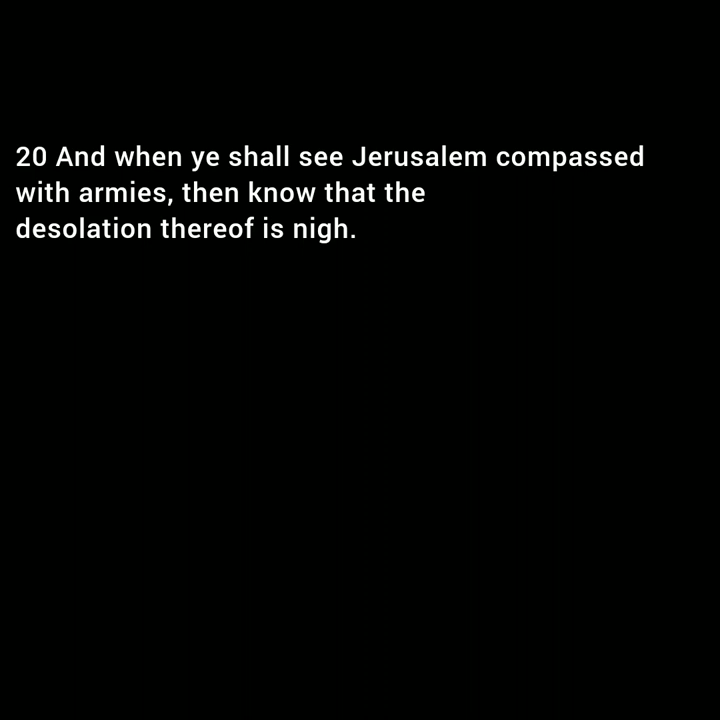 20 And when ye shall see Jerusalem compassed
with armies, then know that the
desolation thereof is nigh.